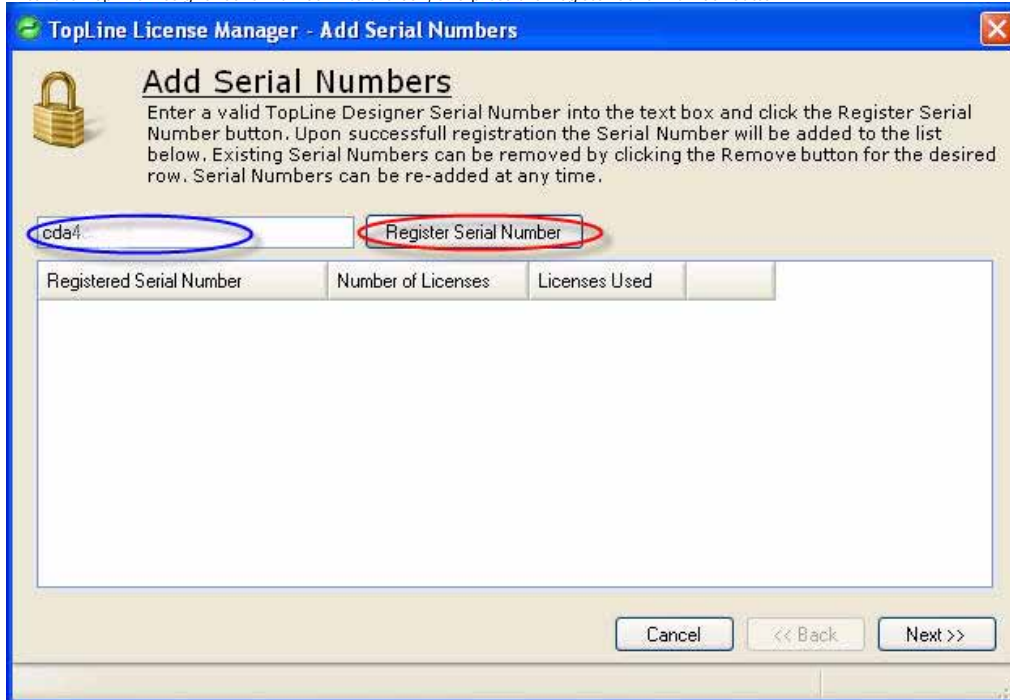 TopLine License Manager - Add Serial Numbers
Add Serial Numbers
Enter a valid TopLine Designer Serial Number into the text box and click the Register Serial
Number button. Upon successfull registration the Serial Number will be added to the list
below. Existing Serial Numbers can be removed by clicking the Remove button for the desired
row. Serial Numbers can be re-added at any time.
cda4 Register Serial Number
Registered Serial Number Number of Licenses Licenses Used
Cancel << Back Next >>